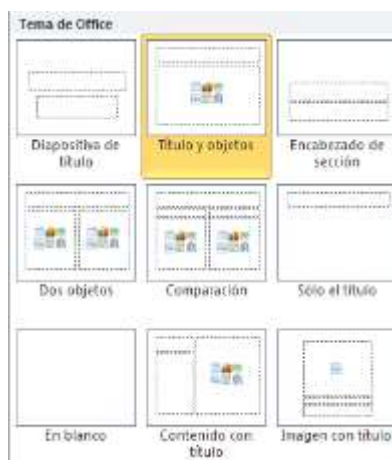 Tema de Office
Diapositiva de título
Título y objetos
Encabezado de sección
Dos objetos
Comparación
Sólo el título
En blanco
Contenido con título
Imagen con título